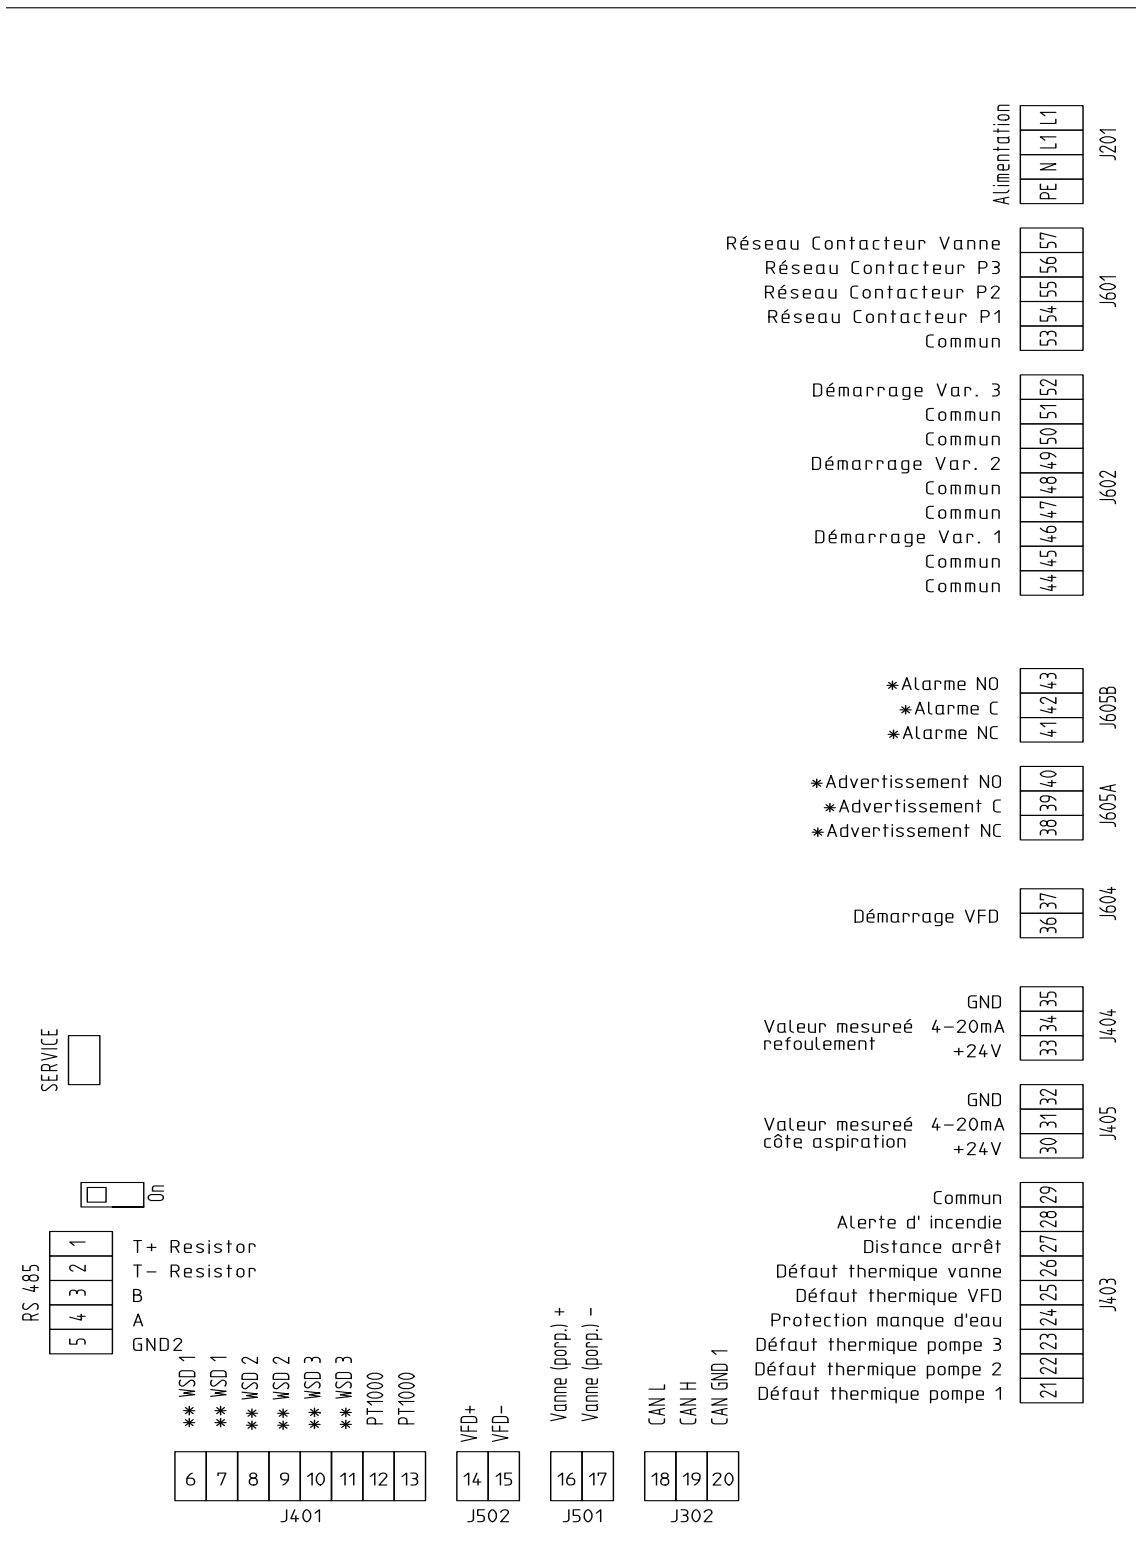 Alimentation
L1
L1
N
PE
J201
Réseau Contacteur Vanne 57
Réseau Contacteur P3 56
Réseau Contacteur P2 55
Réseau Contacteur P1 54
Commun 53
J601
Démarrage Var. 3 52
Commun 51
Commun 50
Démarrage Var. 2 49
Commun 48
Commun 47
Démarrage Var. 1 46
Commun 45
Commun 44
J602
*Alarme NO 43
*Alarme C 42
*Alarme NC 41
J605B
*Advertissement NO 40
*Advertissement C 39
*Advertissement NC 38
J605A
37
Démarrage VFD
36
J604
GND 35
Valeur mesureé 4-20mA 34
refoulement
+24V 33
J404
GND 32
Valeur mesureé 4-20mA 31
côte aspiration
+24V 30
J405
Commun 29
Alerte d' incendie 28
Distance arrêt 27
Défaut thermique vanne 26
Défaut thermique VFD 25
Protection manque d'eau 24
Défaut thermique pompe 3 23
Défaut thermique pompe 2 22
Défaut thermique pompe 1 21
J403
SERVICE
On
RS 485
1 T+ Resistor
2 T- Resistor
3 B
4 A
5 GND2
** WSD 1
** WSD 1
** WSD 2
** WSD 2
** WSD 3
** WSD 3
PT1000
PT1000
6 7 8 9 10 11 12 13
J401
VFD+
VFD-
14 15
J502
Vanne (porp.) +
Vanne (porp.) -
16 17
J501
CAN L
CAN H
CAN GND 1
18 19 20
J302